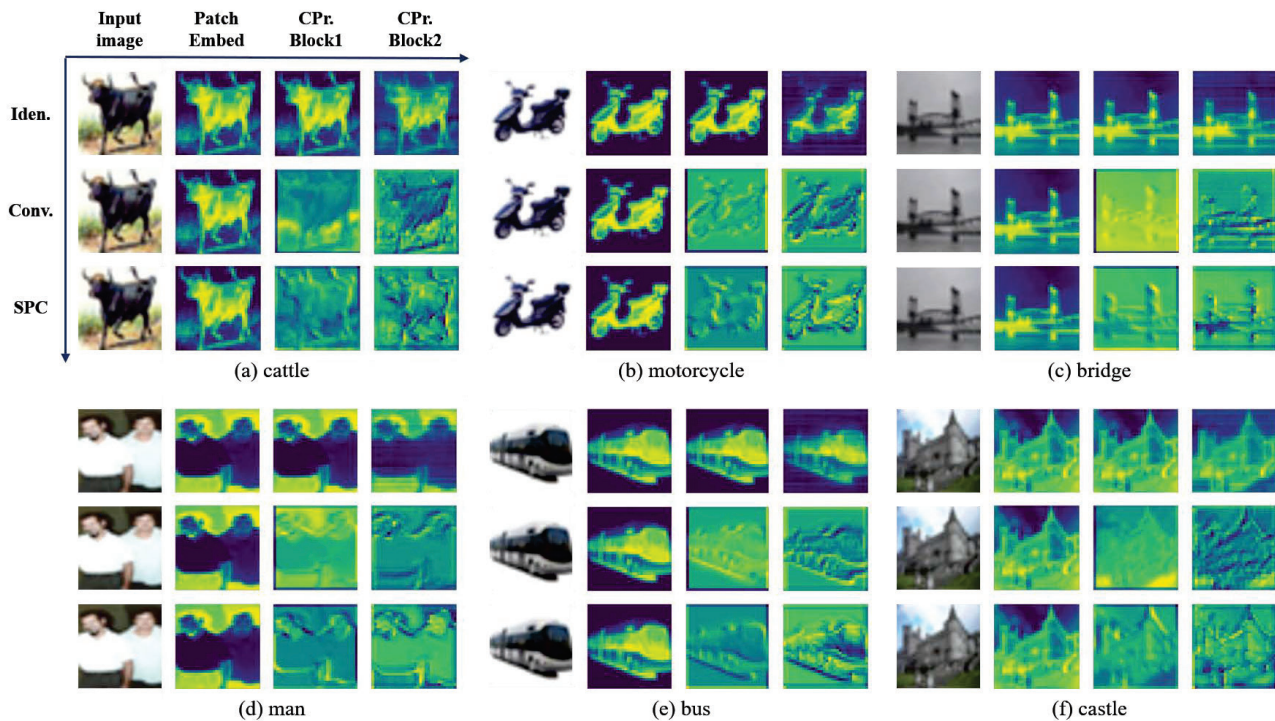 Input image
Patch Embed
CPr. Block1
CPr. Block2
Iden.
Conv.
SPC
(a) cattle
(b) motorcycle
(c) bridge
(d) man
(e) bus
(f) castle